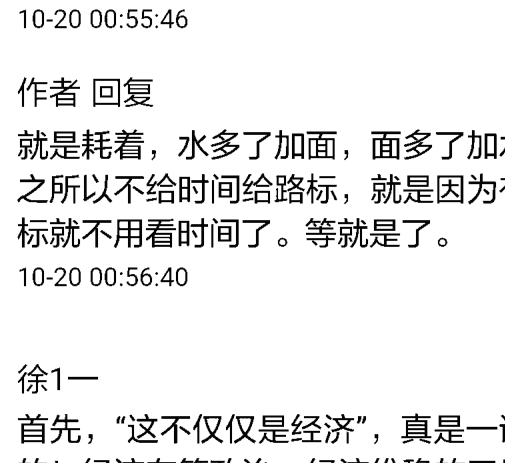 10-20 00:55:46
作者 回复
就是耗着，水多了加面，面多了加
之所以不给时间给路标，就是因为
标就不用看时间了。等就是了。
10-20 00:56:40
徐1一
首先，“这不仅仅是经济”，真是一